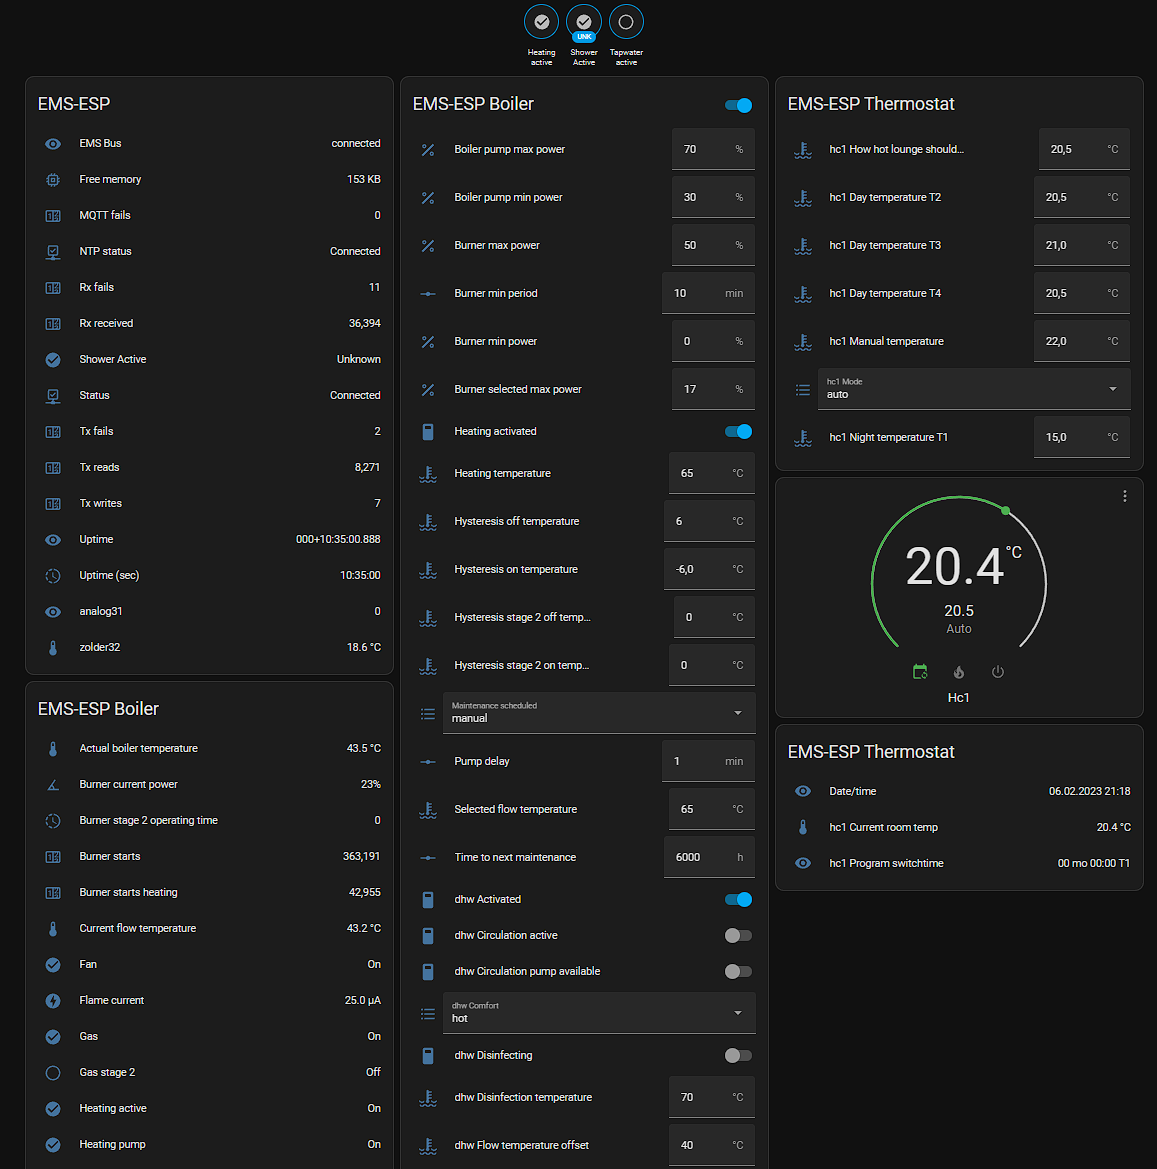 UNK
Heating active
Shower Active
Tapwater active
EMS-ESP
EMS Bus connected
Free memory 153 KB
MQTT fails 0
NTP status Connected
Rx fails 11
Rx received 36,394
Shower Active Unknown
Status Connected
Tx fails 2
Tx reads 8,271
Tx writes 7
Uptime 000+10:35:00.888
Uptime (sec) 10:35:00
analog31 0
zolder32 18.6 °C
EMS-ESP Boiler
Actual boiler temperature 43.5 °C
Burner current power 23%
Burner stage 2 operating time 0
Burner starts 363,191
Burner starts heating 42,955
Current flow temperature 43.2 °C
Fan On
Flame current 25.0 µA
Gas On
Gas stage 2 Off
Heating active On
Heating pump On
EMS-ESP Boiler
Boiler pump max power 70 %
Boiler pump min power 30 %
Burner max power 50 %
Burner min period 10 min
Burner min power 0 %
Burner selected max power 17 %
Heating activated
Heating temperature 65 °C
Hysteresis off temperature 6 °C
Hysteresis on temperature -6,0 °C
Hysteresis stage 2 off temp... 0 °C
Hysteresis stage 2 on temp... 0 °C
Maintenance scheduled
manual
Pump delay 1 min
Selected flow temperature 65 °C
Time to next maintenance 6000 h
dhw Activated
dhw Circulation active
dhw Circulation pump available
dhw Comfort
hot
dhw Disinfecting
dhw Disinfection temperature 70 °C
dhw Flow temperature offset 40 °C
EMS-ESP Thermostat
hc1 How hot lounge should... 20,5 °C
hc1 Day temperature T2 20,5 °C
hc1 Day temperature T3 21,0 °C
hc1 Day temperature T4 20,5 °C
hc1 Manual temperature 22,0 °C
hc1 Mode
auto
hc1 Night temperature T1 15,0 °C
20.4 °C
20.5
Auto
Hc1
EMS-ESP Thermostat
Date/time 06.02.2023 21:18
hc1 Current room temp 20.4 °C
hc1 Program switchtime 00 mo 00:00 T1